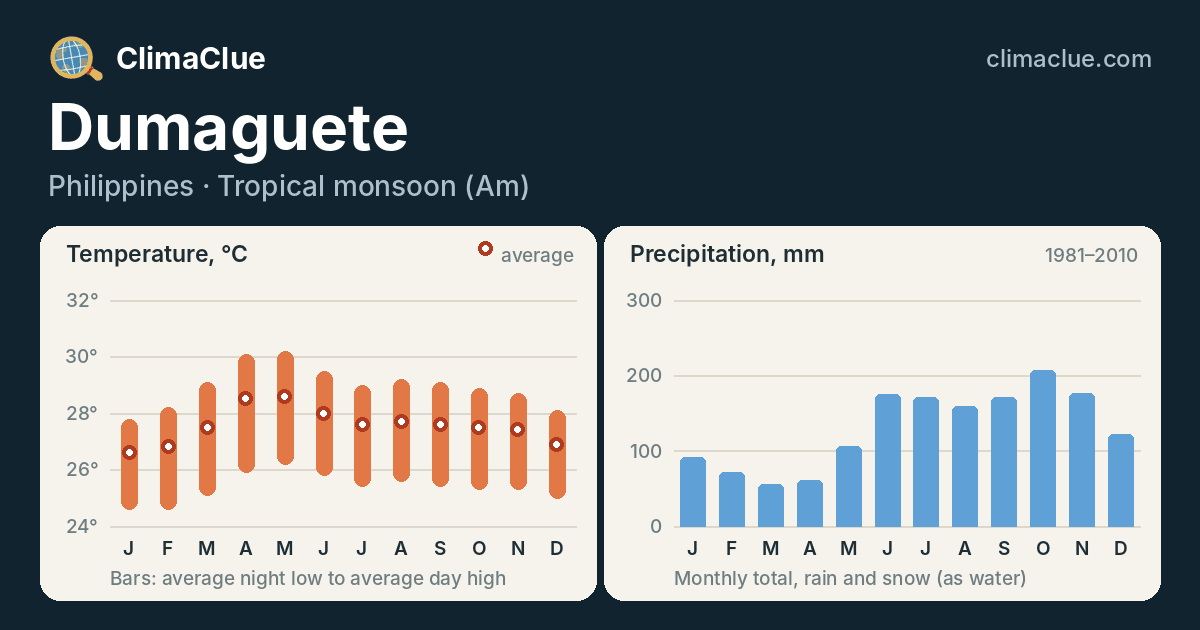 ClimaClue
climaclue.com
Dumaguete
Philippines · Tropical monsoon (Am)
Temperature, °C
average
32°
30°
28°
26°
24°
J F M A M J J A S O N D
Bars: average night low to average day high
Precipitation, mm
1981–2010
300
200
100
0
J F M A M J J A S O N D
Monthly total, rain and snow (as water)